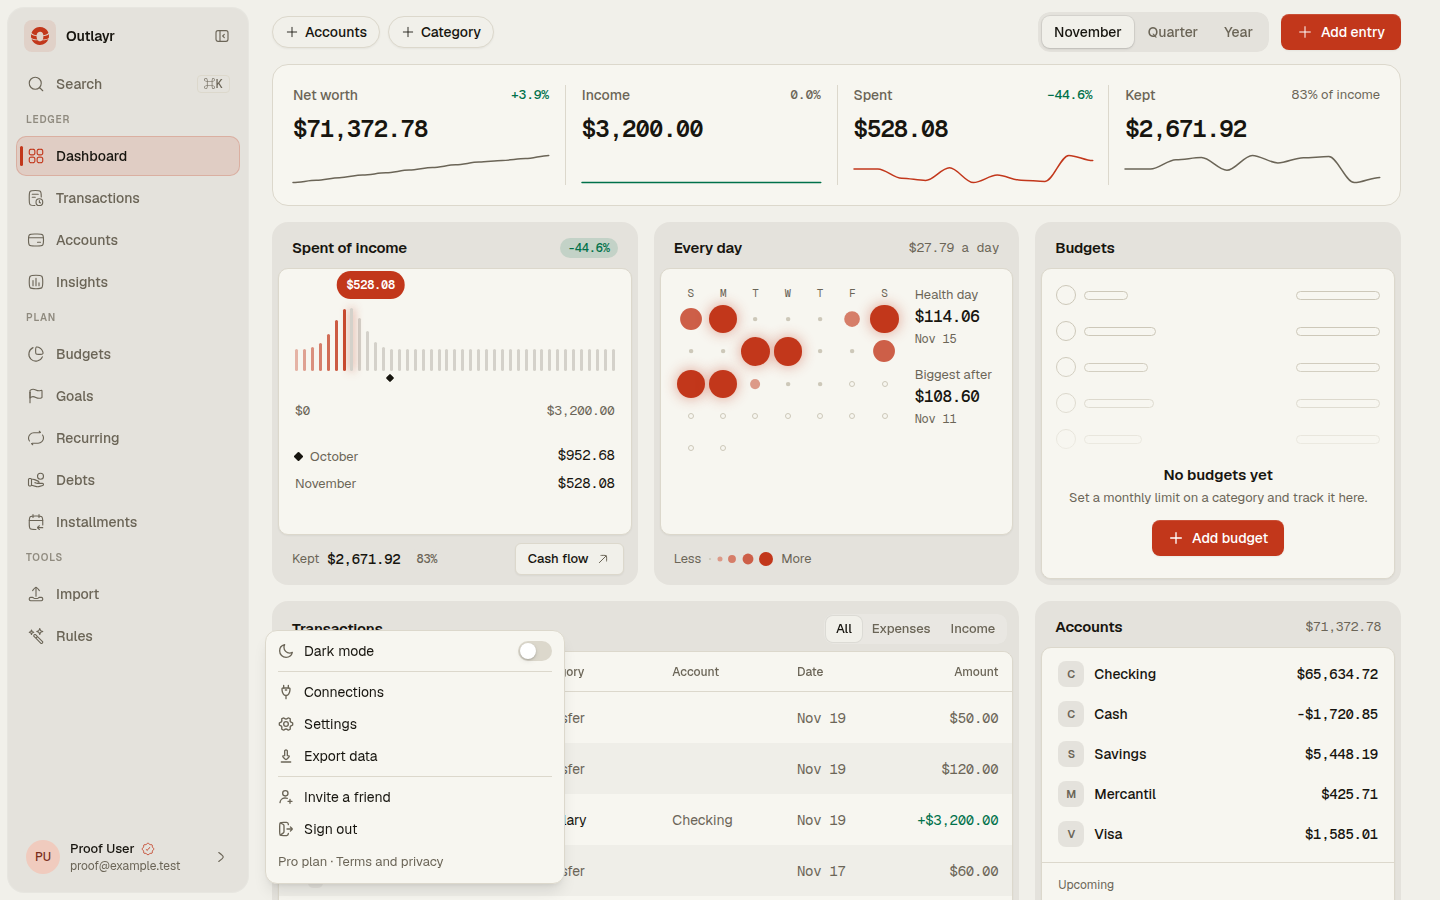 Outlayr
Search ⌘K
LEDGER
Dashboard
Transactions
Accounts
Insights
PLAN
Budgets
Goals
Recurring
Debts
Installments
TOOLS
Import
Rules
PU
Proof User
proof@example.test
+ Accounts + Category
November Quarter Year
+ Add entry
Net worth +3.9%
$71,372.78
Income 0.0%
$3,200.00
Spent -44.6%
$528.08
Kept 83% of income
$2,671.92
Spent of income -44.6%
$528.08
$0 $3,200.00
October $952.68
November $528.08
Kept $2,671.92 83%
Cash flow
Every day $27.79 a day
S M T W T F S
Health day
$114.06
Nov 15
Biggest after
$108.60
Nov 11
Less More
Budgets
No budgets yet
Set a monthly limit on a category and track it here.
+ Add budget
Transactions
All Expenses Income
Account Date Amount
Nov 19 $50.00
Nov 19 $120.00
Checking Nov 19 +$3,200.00
Nov 17 $60.00
Dark mode
Connections
Settings
Export data
Invite a friend
Sign out
Pro plan · Terms and privacy
Accounts $71,372.78
C Checking $65,634.72
C Cash -$1,720.85
S Savings $5,448.19
M Mercantil $425.71
V Visa $1,585.01
Upcoming